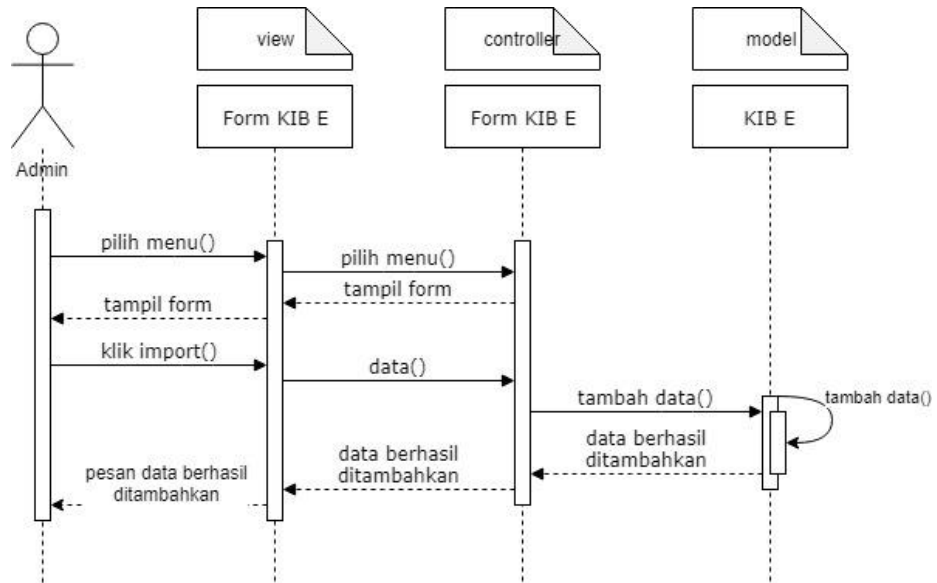 view
controller
model
Form KIB E
Form KIB E
KIB E
Admin
pilih menu()
pilih menu()
tampil form
tampil form
klik import()
data()
tambah data()
tambah data()
data berhasil
ditambahkan
data berhasil
ditambahkan
pesan data berhasil
ditambahkan